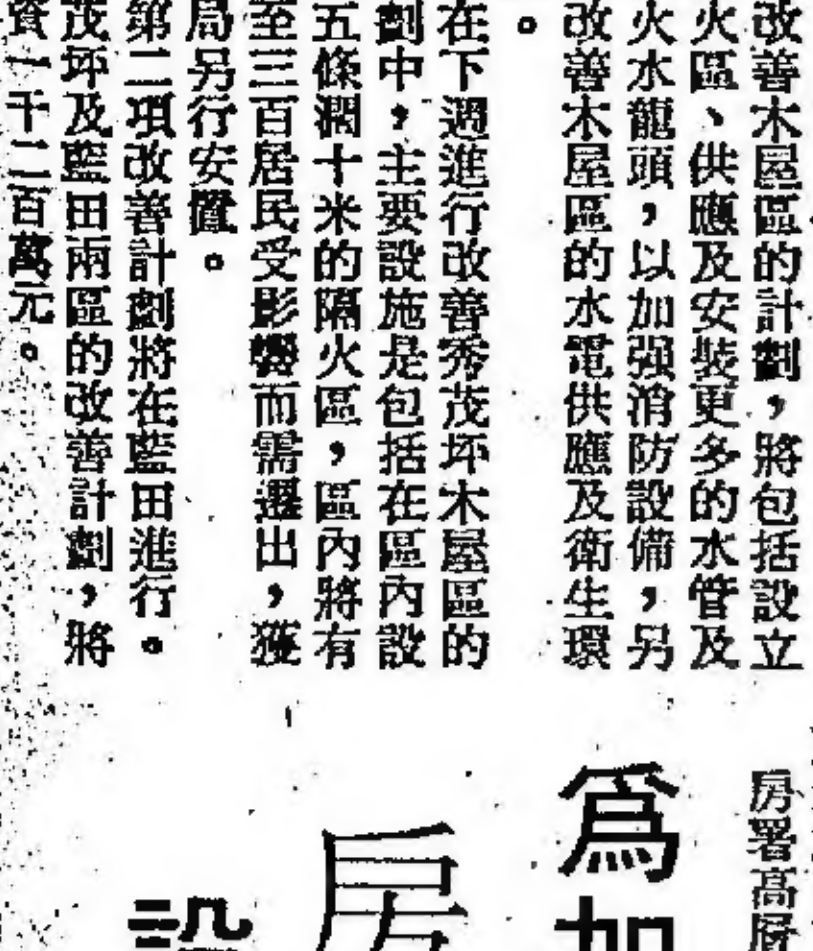 改善木屋區的計劃，將包括設立
火區、供應及安裝更多的水管及
火水龍頭，以加强消防設備，另
改善木屋區的水電供應及衛生環
。
在下週進行改善秀茂坪木屋區的
劃中，主要設施是包括在區內設
五條濶十米的隔火區，區內將有
至三百居民受影響而需遷出，獲
局另行安置。
第二項改善計劃將在藍田進行。
茂坪及藍田兩區的改善計劃，將
資一千二百萬元。
房署高層
爲加
房
設